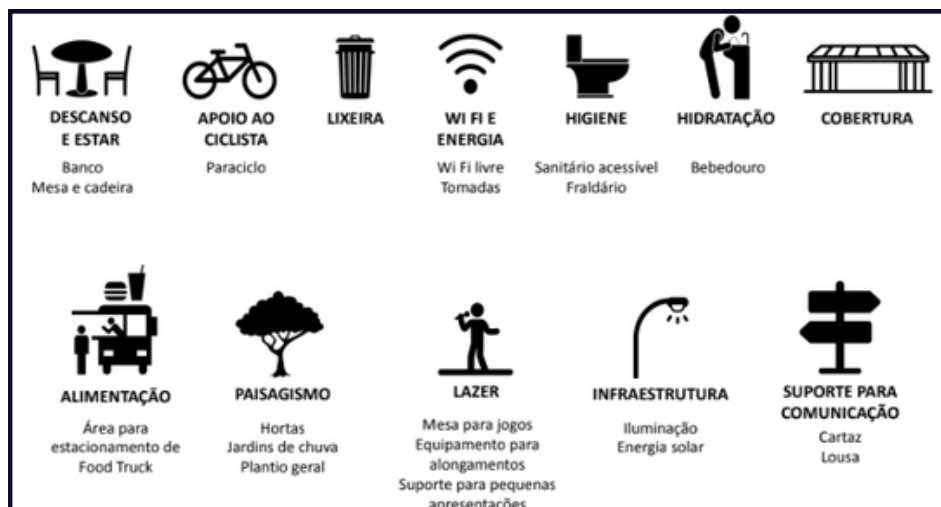 DESCANSO
E ESTAR
Banco
Mesa e cadeira
APOIO AO
CICLISTA
Paraciclo
LIXEIRA
WI FI E
ENERGIA
Wi Fi livre
Tomadas
HIGIENE
Sanitário acessível
Fraldário
HIDRATAÇÃO
Bebedouro
COBERTURA
ALIMENTAÇÃO
Área para
estacionamento de
Food Truck
PAISAGISMO
Hortas
Jardins de chuva
Plantio geral
LAZER
Mesa para jogos
Equipamento para
alongamentos
Suporte para pequenas
apresentações
INFRAESTRUTURA
Iluminação
Energia solar
SUPORTE PARA
COMUNICAÇÃO
Cartaz
Lousa